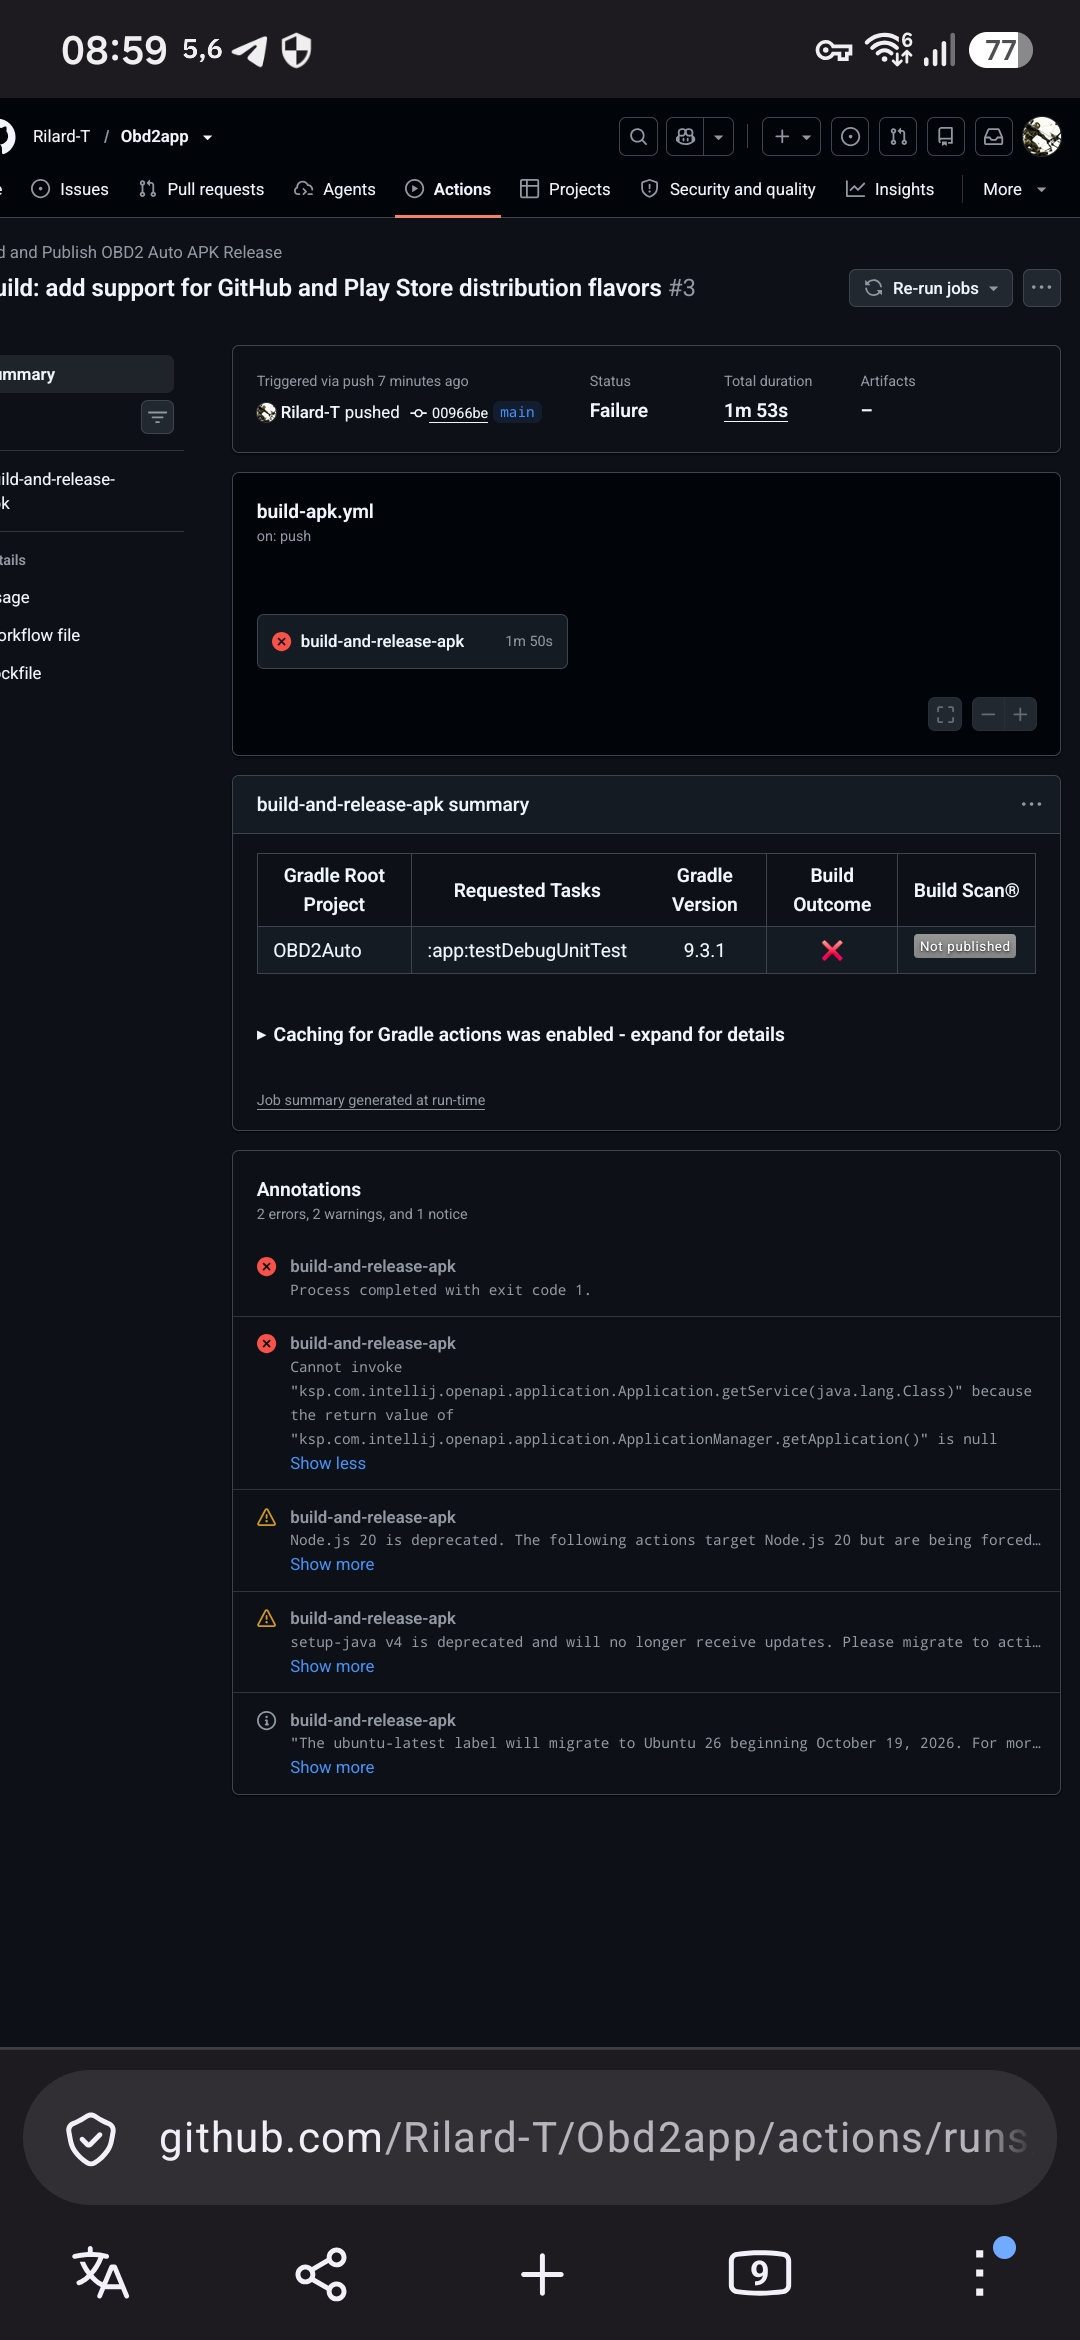 08:59 5,6 6 77
Rilard-T / Obd2app
Issues Pull requests Agents Actions Projects Security and quality Insights More
d and Publish OBD2 Auto APK Release
uild: add support for GitHub and Play Store distribution flavors #3
Re-run jobs
ummary
Triggered via push 7 minutes ago Status Total duration Artifacts
Rilard-T pushed 00966be main Failure 1m 53s –
ild-and-release-
k
build-apk.yml
on: push
tails
sage
orkflow file
ockfile
build-and-release-apk 1m 50s
build-and-release-apk summary
Gradle Root Project Requested Tasks Gradle Version Build Outcome Build Scan®
OBD2Auto :app:testDebugUnitTest 9.3.1 ❌ Not published
Caching for Gradle actions was enabled - expand for details
Job summary generated at run-time
Annotations
2 errors, 2 warnings, and 1 notice
build-and-release-apk
Process completed with exit code 1.
build-and-release-apk
Cannot invoke
"ksp.com.intellij.openapi.application.Application.getService(java.lang.Class)" because
the return value of
"ksp.com.intellij.openapi.application.ApplicationManager.getApplication()" is null
Show less
build-and-release-apk
Node.js 20 is deprecated. The following actions target Node.js 20 but are being forced…
Show more
build-and-release-apk
setup-java v4 is deprecated and will no longer receive updates. Please migrate to acti…
Show more
build-and-release-apk
"The ubuntu-latest label will migrate to Ubuntu 26 beginning October 19, 2026. For mor…
Show more
github.com/Rilard-T/Obd2app/actions/runs
9